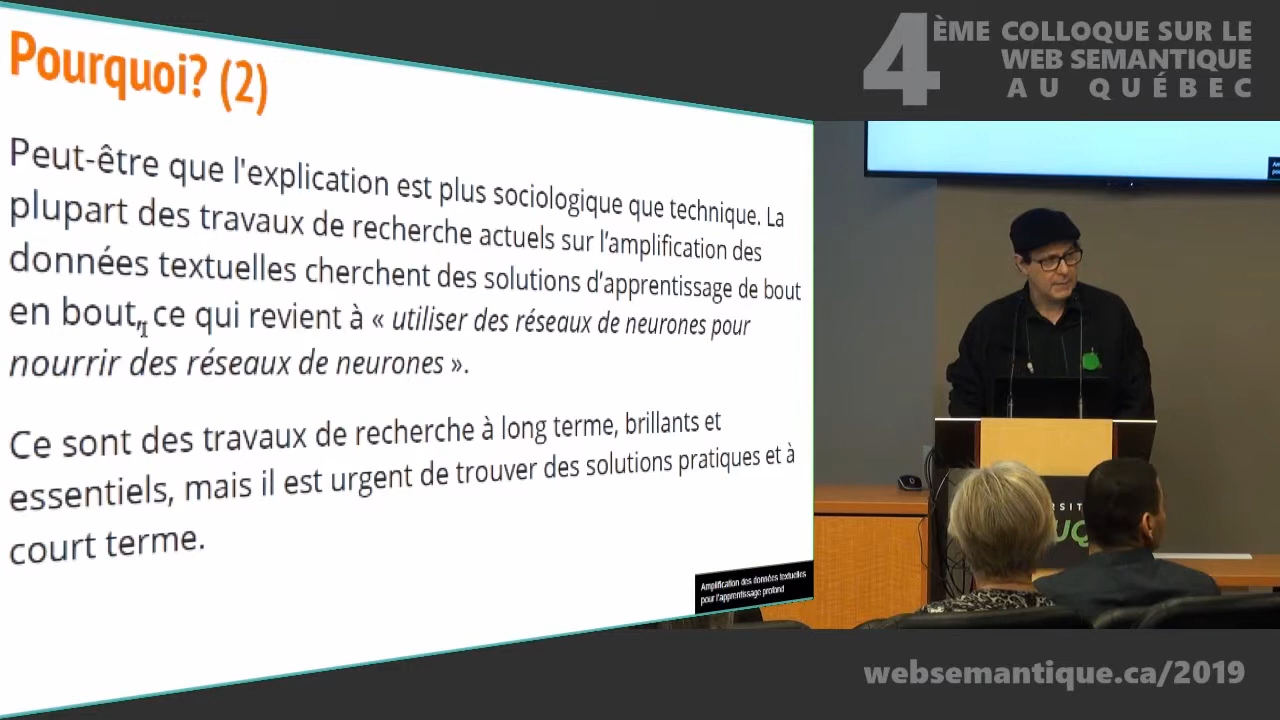 Pourquoi? (2)
Peut-être que l'explication est plus sociologique que technique. La
plupart des travaux de recherche actuels sur l’amplification des
données textuelles cherchent des solutions d’apprentissage de bout
en bout, ce qui revient à « utiliser des réseaux de neurones pour
nourrir des réseaux de neurones ».
Ce sont des travaux de recherche à long terme, brillants et
essentiels, mais il est urgent de trouver des solutions pratiques et à
court terme.
Amplification des données textuelles
pour l'apprentissage profond
4ÈME COLLOQUE SUR LE
WEB SEMANTIQUE
AU QUÉBEC
UQ
websemantique.ca/2019